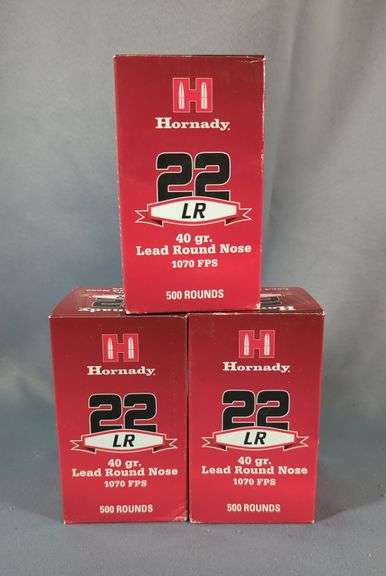 Hornady
22
LR
40 gr.
Lead Round Nose
1070 FPS
500 ROUNDS
Hornady
22
LR
40 gr.
Lead Round Nose
1070 FPS
500 ROUNDS
Hornady
22
LR
40 gr.
Lead Round Nose
1070 FPS
500 ROUNDS